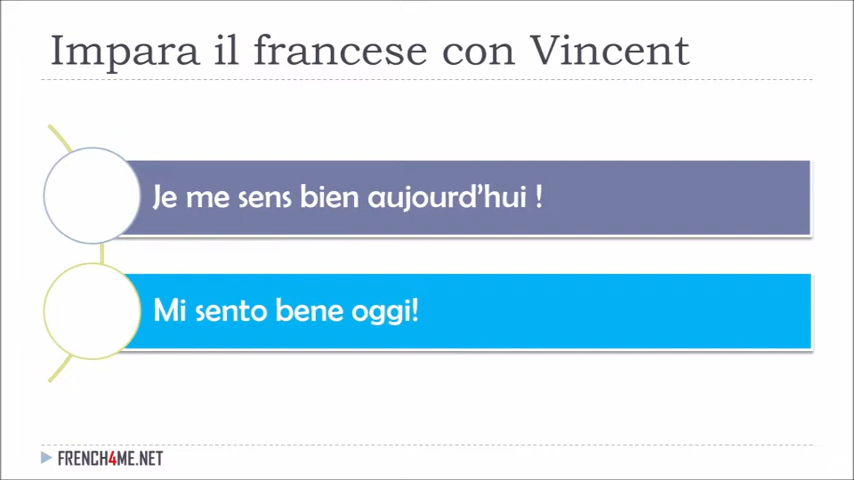 Impara il francese con Vincent
Je me sens bien aujourd'hui !
Mi sento bene oggi!
FRENCH4ME.NET